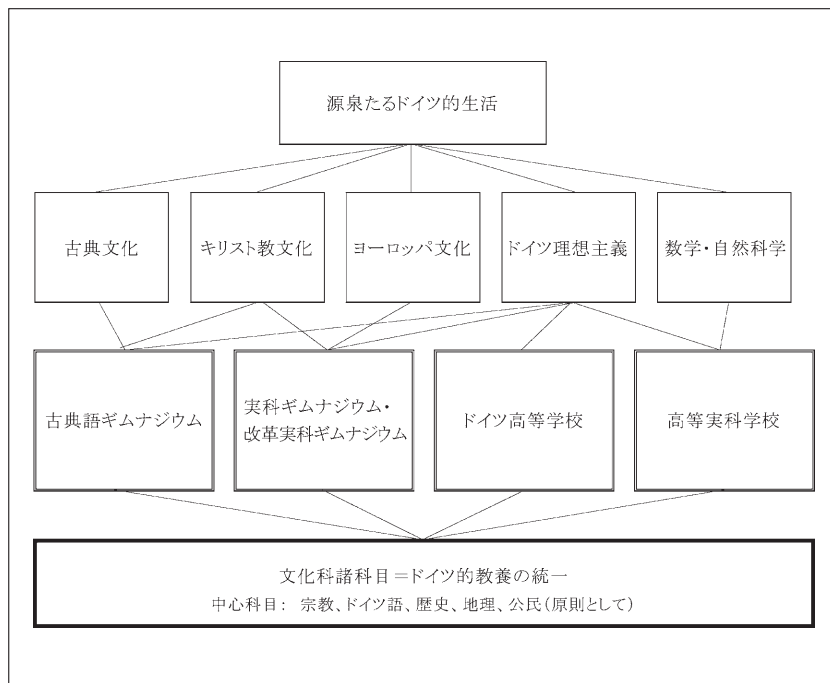 源泉たるドイツ的生活
古典文化
キリスト教文化
ヨーロッパ文化
ドイツ理想主義
数学・自然科学
古典語ギムナジウム
実科ギムナジウム・
改革実科ギムナジウム
ドイツ高等学校
高等実科学校
文化科諸科目＝ドイツ的教養の統一
中心科目： 宗教、ドイツ語、歴史、地理、公民（原則として）